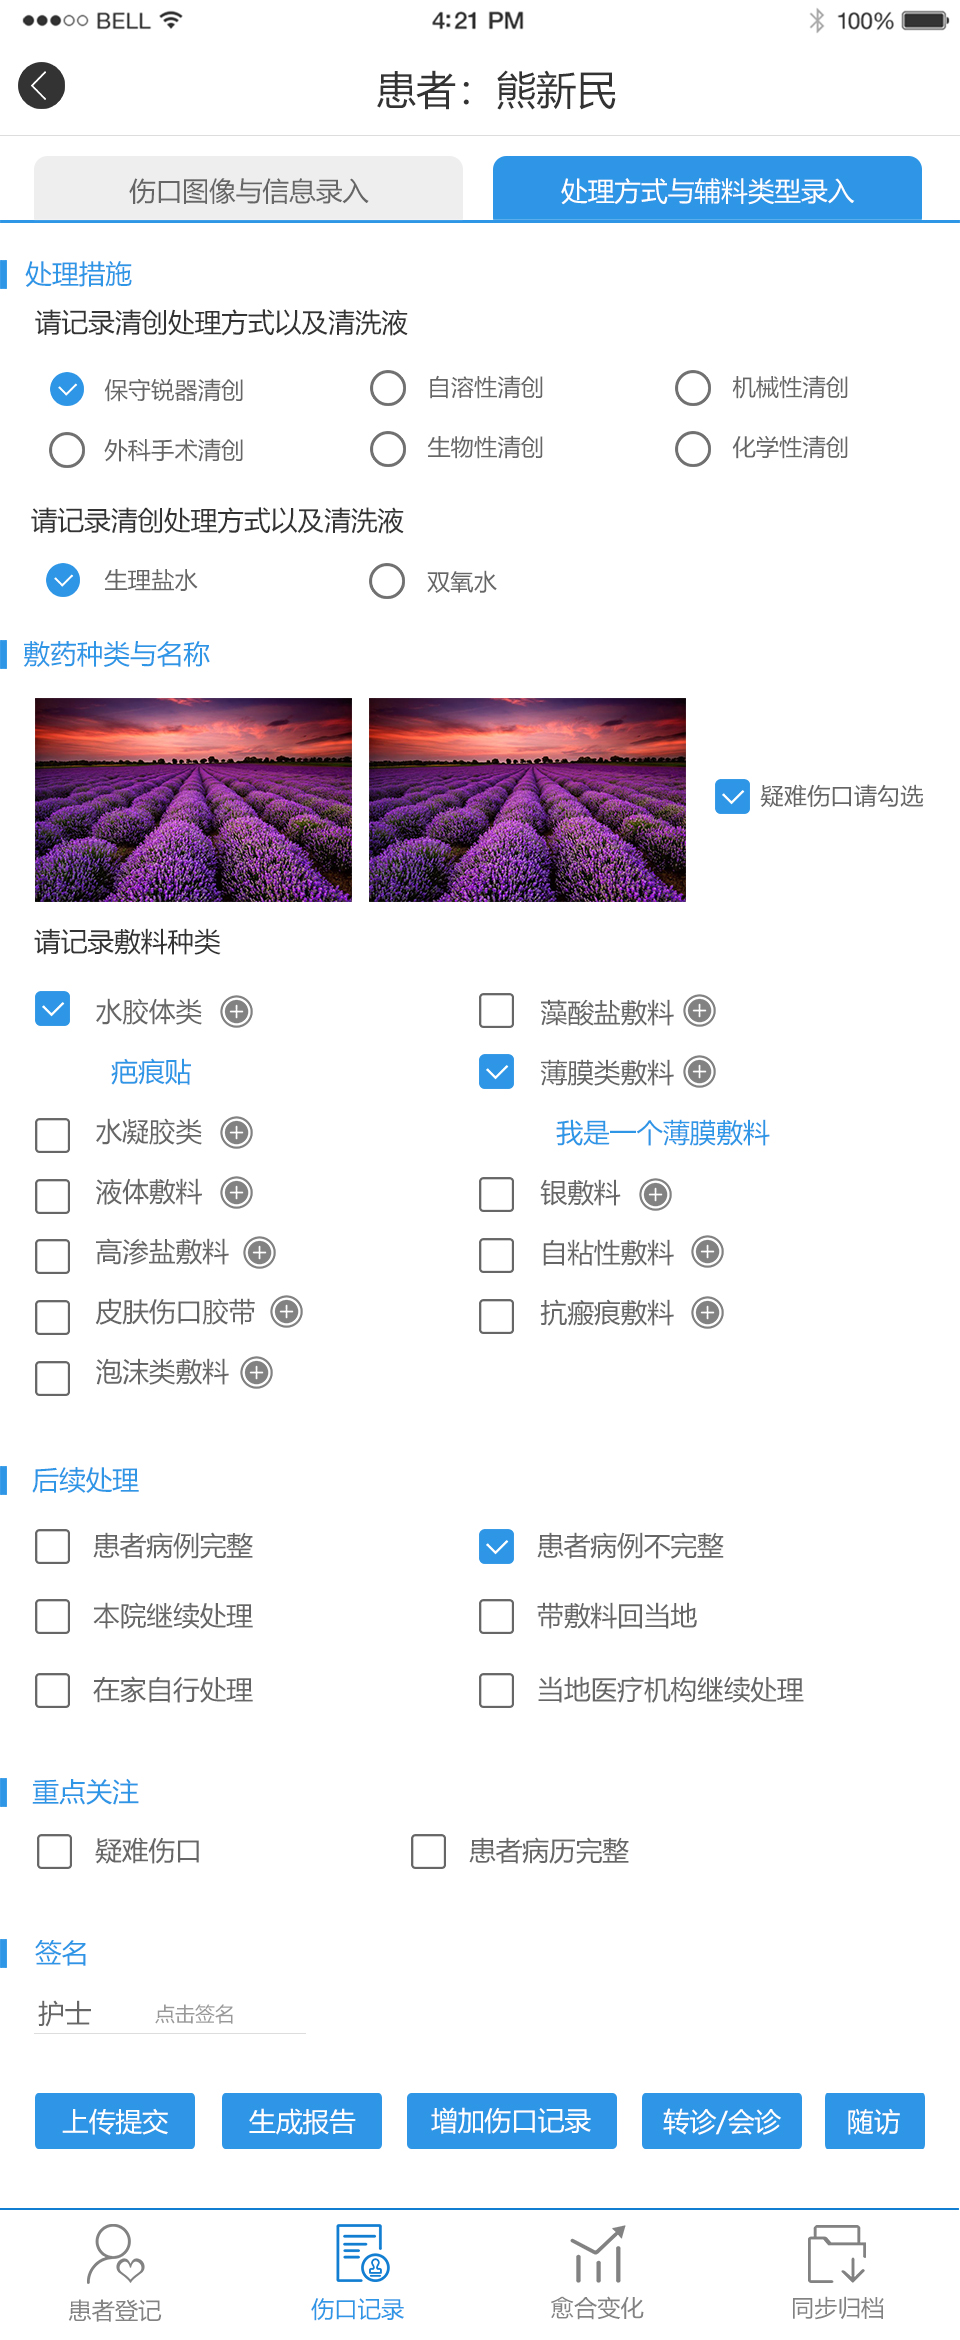 BELL 4:21 PM 100%
患者：熊新民
伤口图像与信息录入 处理方式与辅料类型录入
处理措施
请记录清创处理方式以及清洗液
保守锐器清创 自溶性清创 机械性清创
外科手术清创 生物性清创 化学性清创
请记录清创处理方式以及清洗液
生理盐水 双氧水
敷药种类与名称
疑难伤口请勾选
请记录敷料种类
水胶体类 藻酸盐敷料
疤痕贴 薄膜类敷料
水凝胶类 我是一个薄膜敷料
液体敷料 银敷料
高渗盐敷料 自粘性敷料
皮肤伤口胶带 抗瘢痕敷料
泡沫类敷料
后续处理
患者病例完整 患者病例不完整
本院继续处理 带敷料回当地
在家自行处理 当地医疗机构继续处理
重点关注
疑难伤口 患者病历完整
签名
护士 点击签名
上传提交 生成报告 增加伤口记录 转诊/会诊 随访
患者登记 伤口记录 愈合变化 同步归档